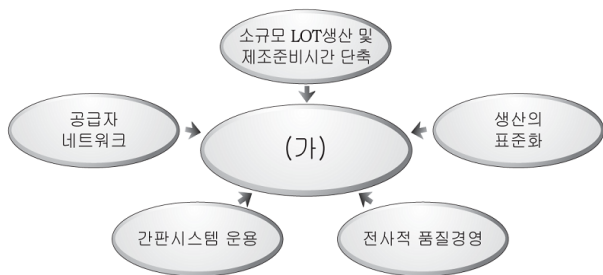 소규모 LOT생산 및
제조준비시간 단축
공급자
네트워크
(가)
생산의
표준화
간판시스템 운용
전사적 품질경영